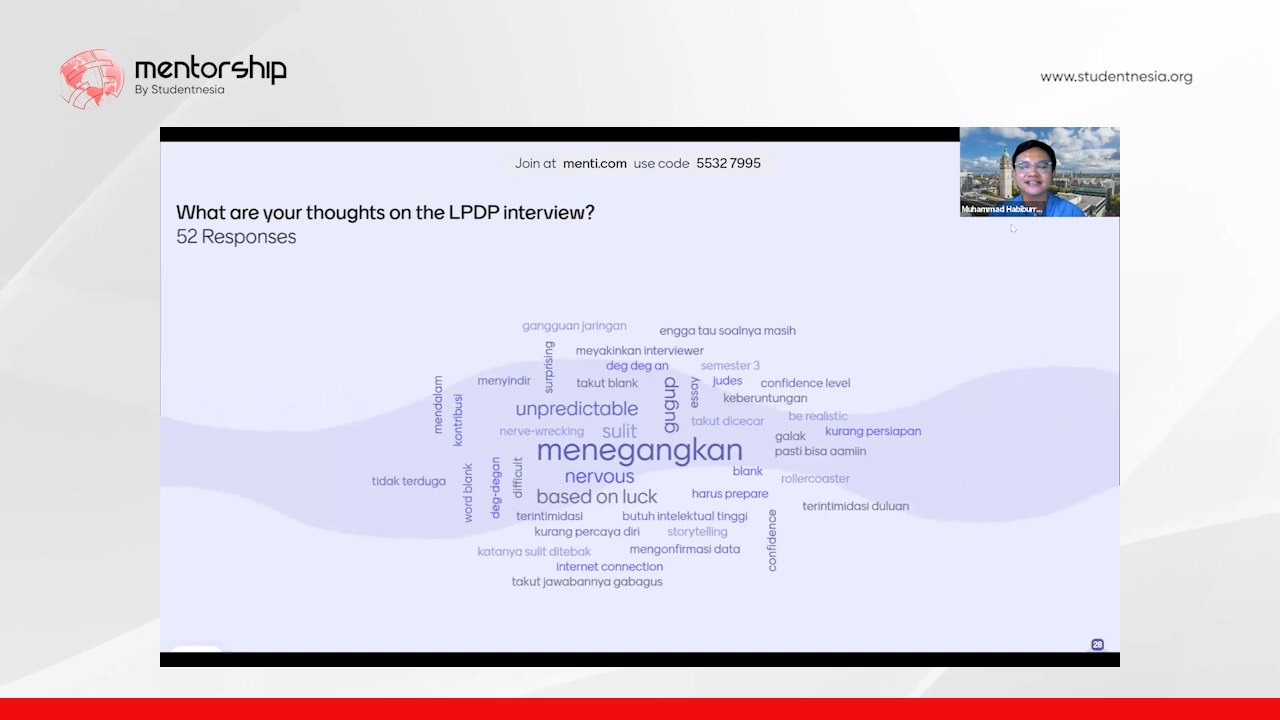 mentorship
By Studentnesia
www.studentnesia.org
Join at menti.com use code 5532 7995
Muhammad Habiburr...
What are your thoughts on the LPDP interview?
52 Responses
gangguan jaringan
engga tau soalnya masih
surprising
meyakinkan interviewer
deg deg an
semester 3
mendalam
menyindir
takut blank
gugup
essay
judes
confidence level
kontribusi
keberuntungan
unpredictable
takut dicecar
be realistic
nerve-wrecking
sulit
galak
kurang persiapan
menegangkan
pasti bisa aamiin
tidak terduga
word blank
deg-degan
difficult
nervous
blank
rollercoaster
based on luck
harus prepare
terintimidasi duluan
terintimidasi
butuh intelektual tinggi
confidence
kurang percaya diri
storytelling
katanya sulit ditebak
mengonfirmasi data
internet connection
takut jawabannya gabagus
28